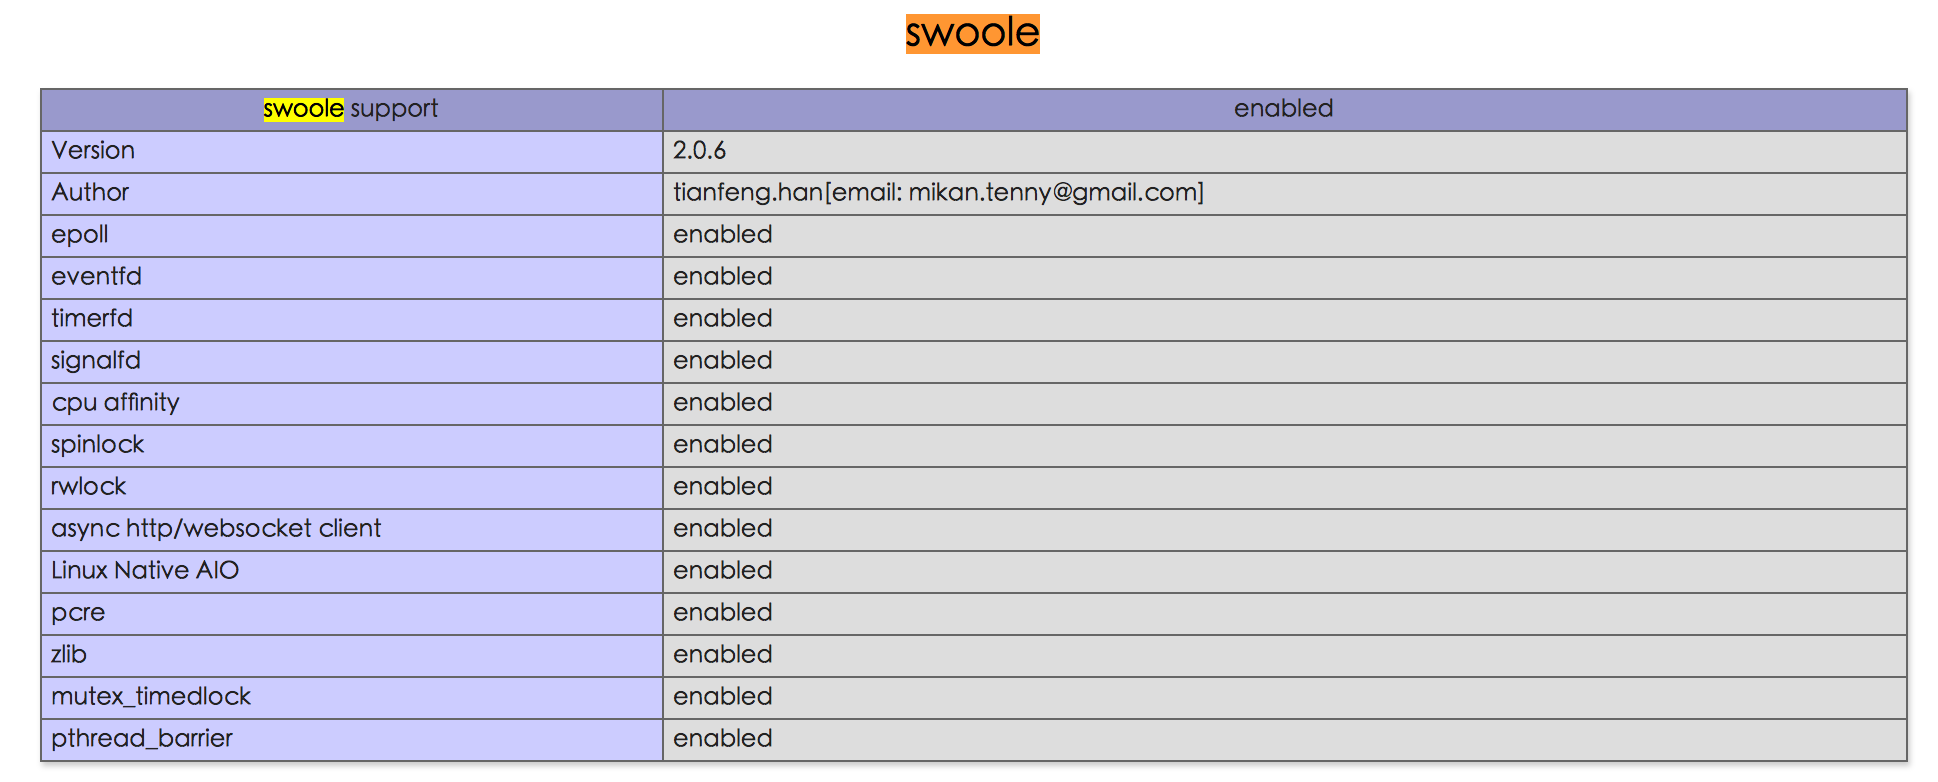 swoole
swoole support enabled
Version 2.0.6
Author tianfeng.han[email: mikan.tenny@gmail.com]
epoll enabled
eventfd enabled
timerfd enabled
signalfd enabled
cpu affinity enabled
spinlock enabled
rwlock enabled
async http/websocket client enabled
Linux Native AIO enabled
pcre enabled
zlib enabled
mutex_timedlock enabled
pthread_barrier enabled